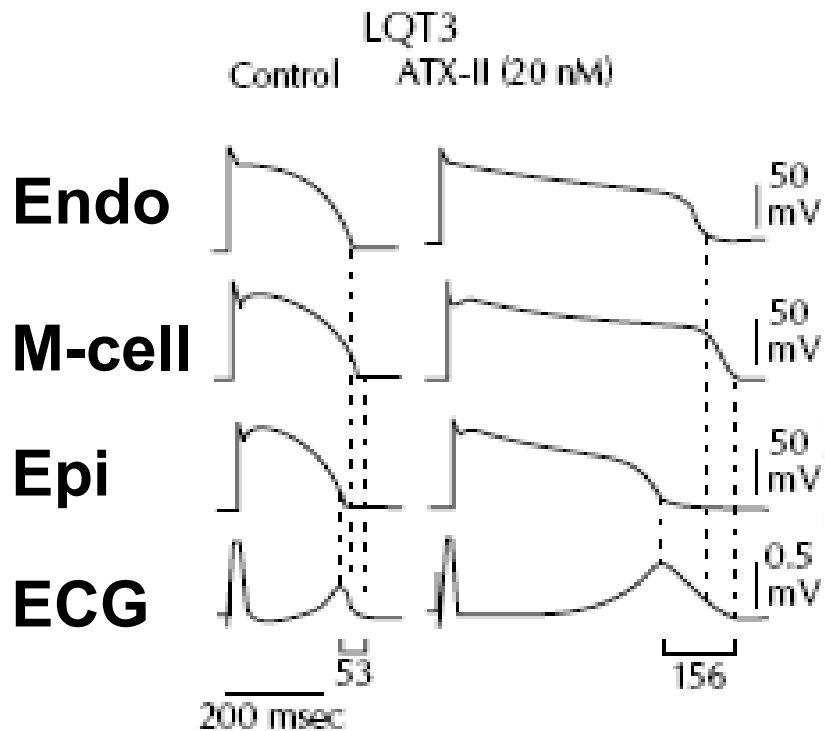 LQT3
Control ATX-II (20 nM)
Endo
50
mV
M-cell
50
mV
Epi
50
mV
ECG
0.5
mV
53
156
200 msec